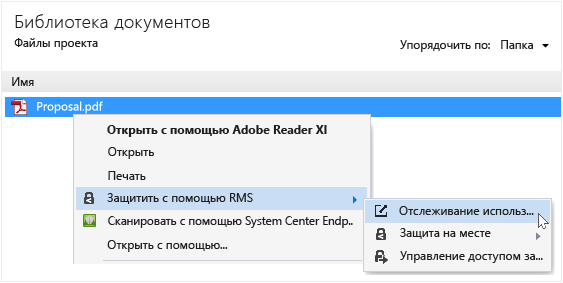 Библиотека документов
Файлы проекта
Упорядочить по: Папка
Имя
Proposal.pdf
Открыть с помощью Adobe Reader XI
Открыть
Печать
Защитить с помощью RMS
Сканировать с помощью System Center Endp..
Открыть с помощью...
Отслеживание использ...
Защита на месте
Управление доступом за...